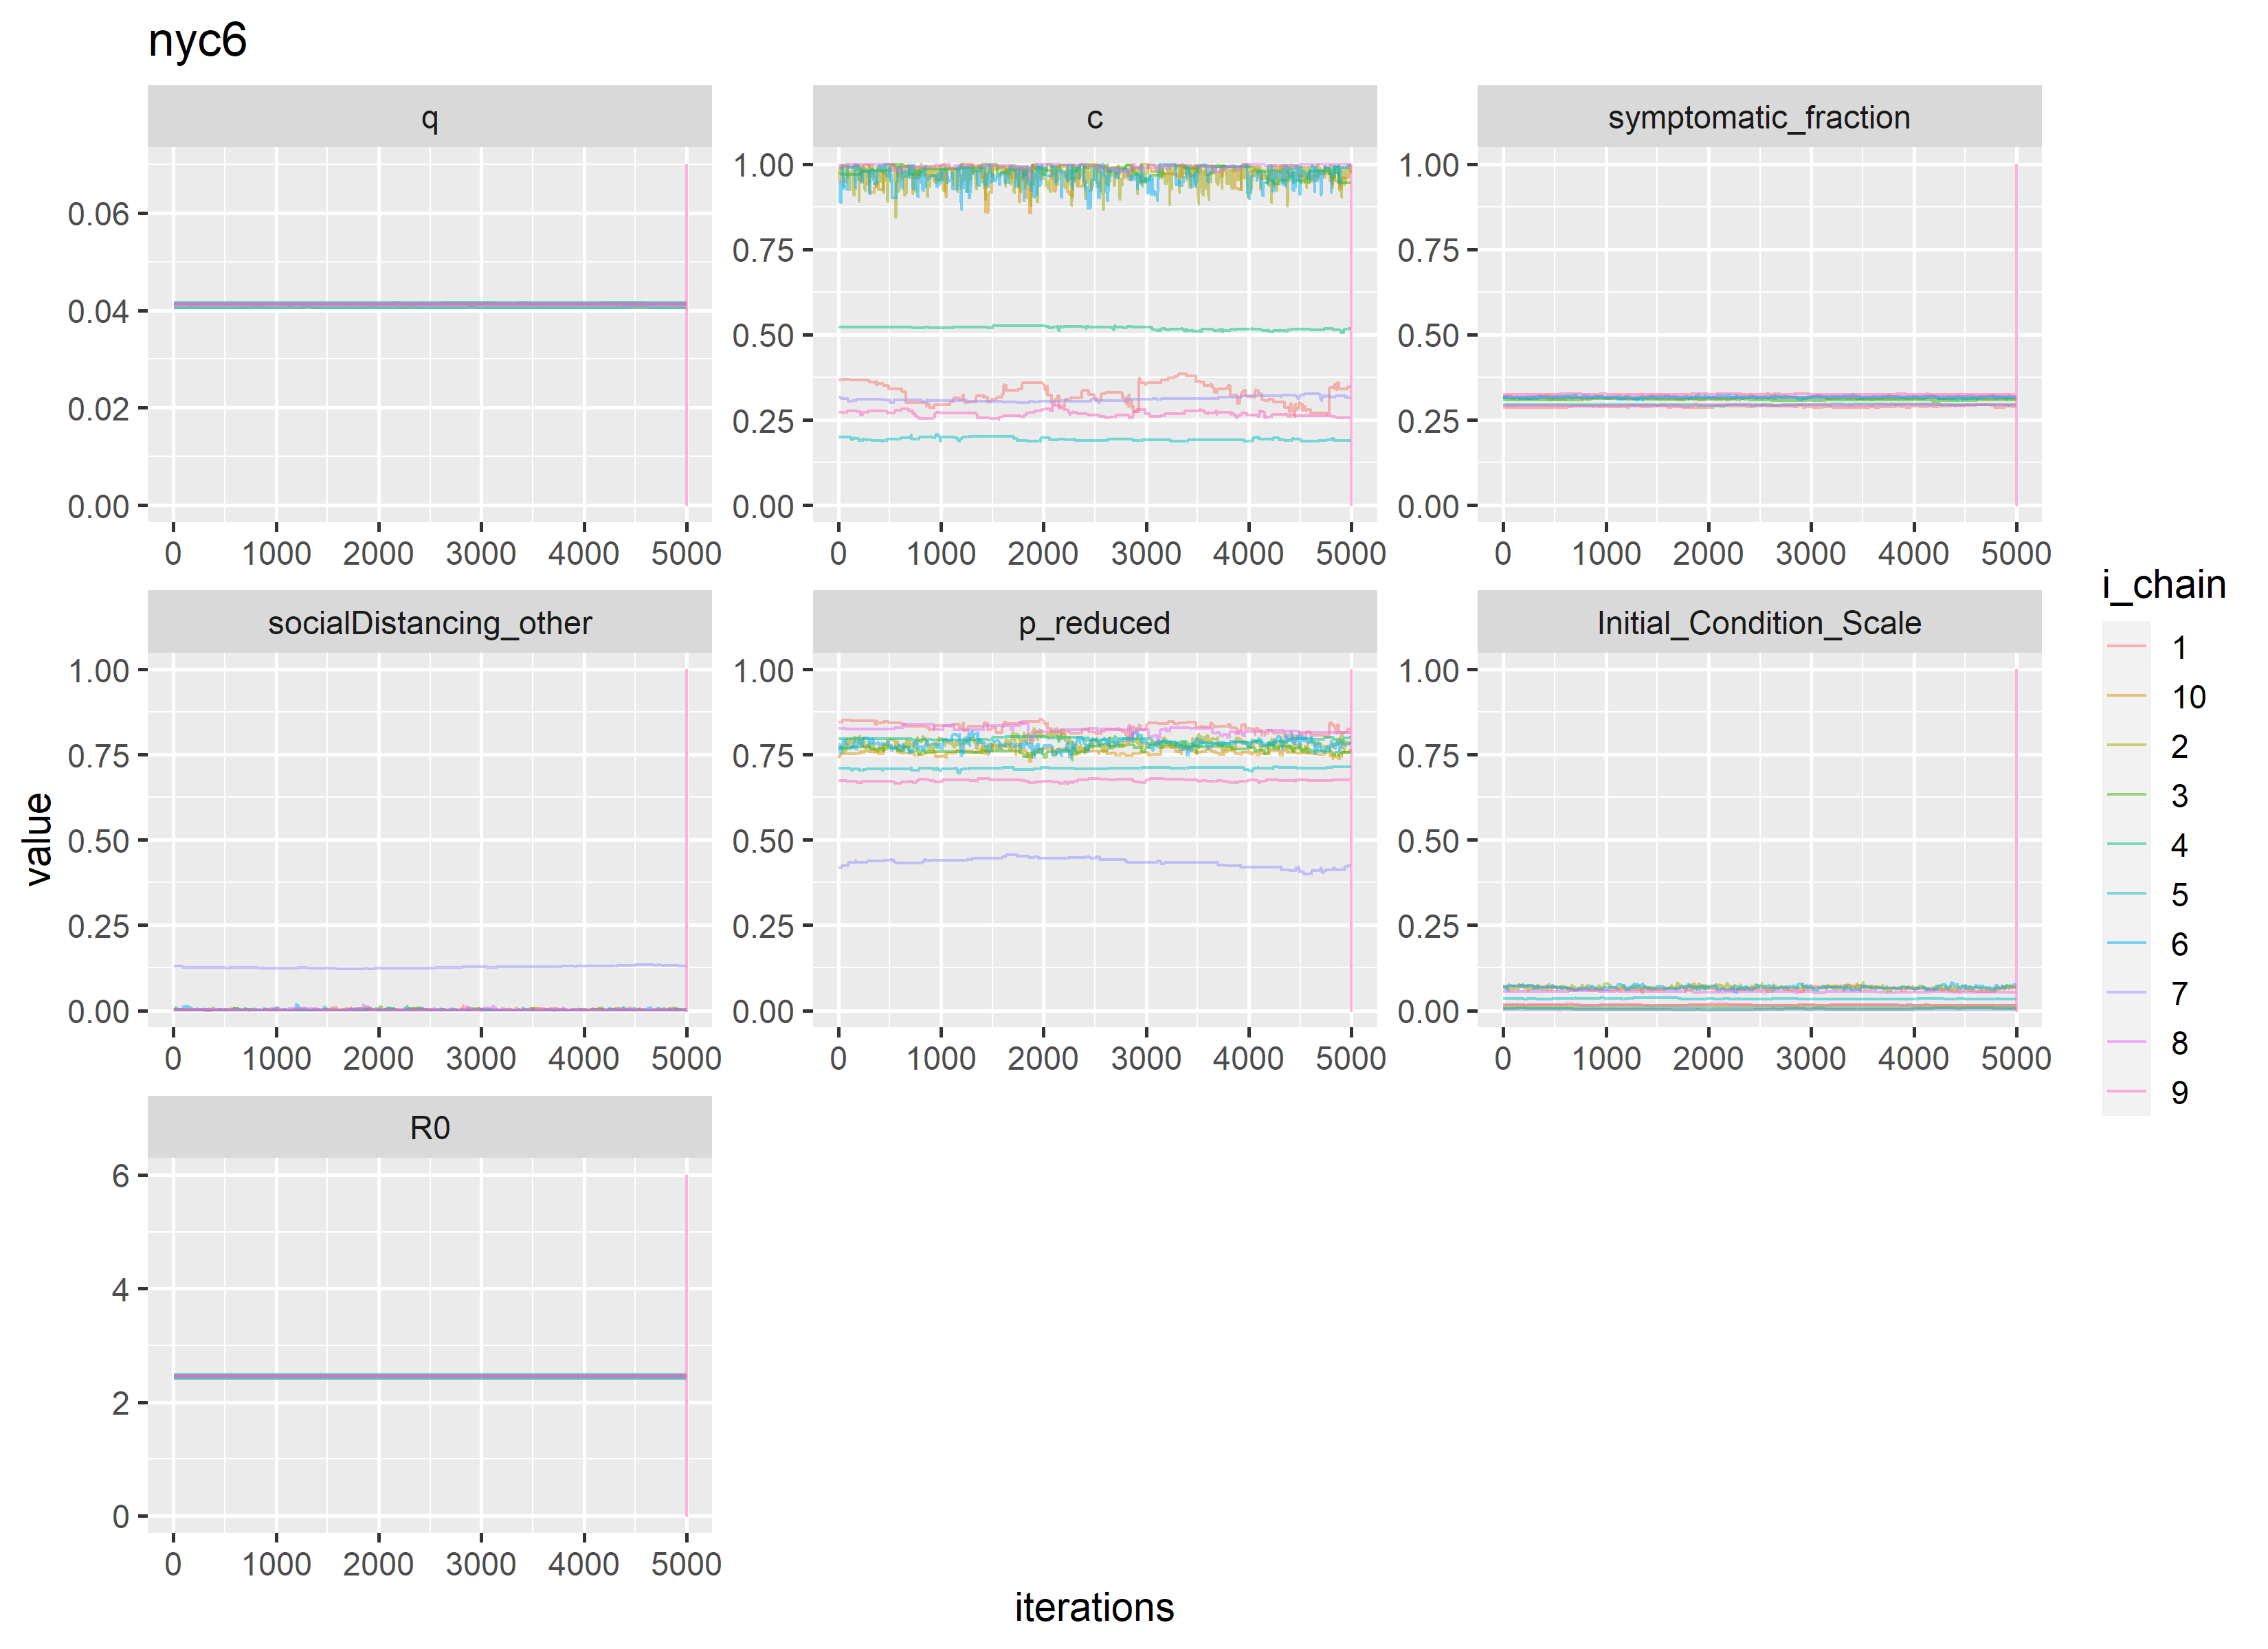 nyc6
q
c
symptomatic_fraction
0.06
0.04
0.02
0.00
0 1000 2000 3000 4000 5000
1.00
0.75
0.50
0.25
0.00
0 1000 2000 3000 4000 5000
1.00
0.75
0.50
0.25
0.00
0 1000 2000 3000 4000 5000
socialDistancing_other
p_reduced
Initial_Condition_Scale
value
1.00
0.75
0.50
0.25
0.00
0 1000 2000 3000 4000 5000
1.00
0.75
0.50
0.25
0.00
0 1000 2000 3000 4000 5000
1.00
0.75
0.50
0.25
0.00
0 1000 2000 3000 4000 5000
R0
6
4
2
0
0 1000 2000 3000 4000 5000
iterations
i_chain
1
10
2
3
4
5
6
7
8
9